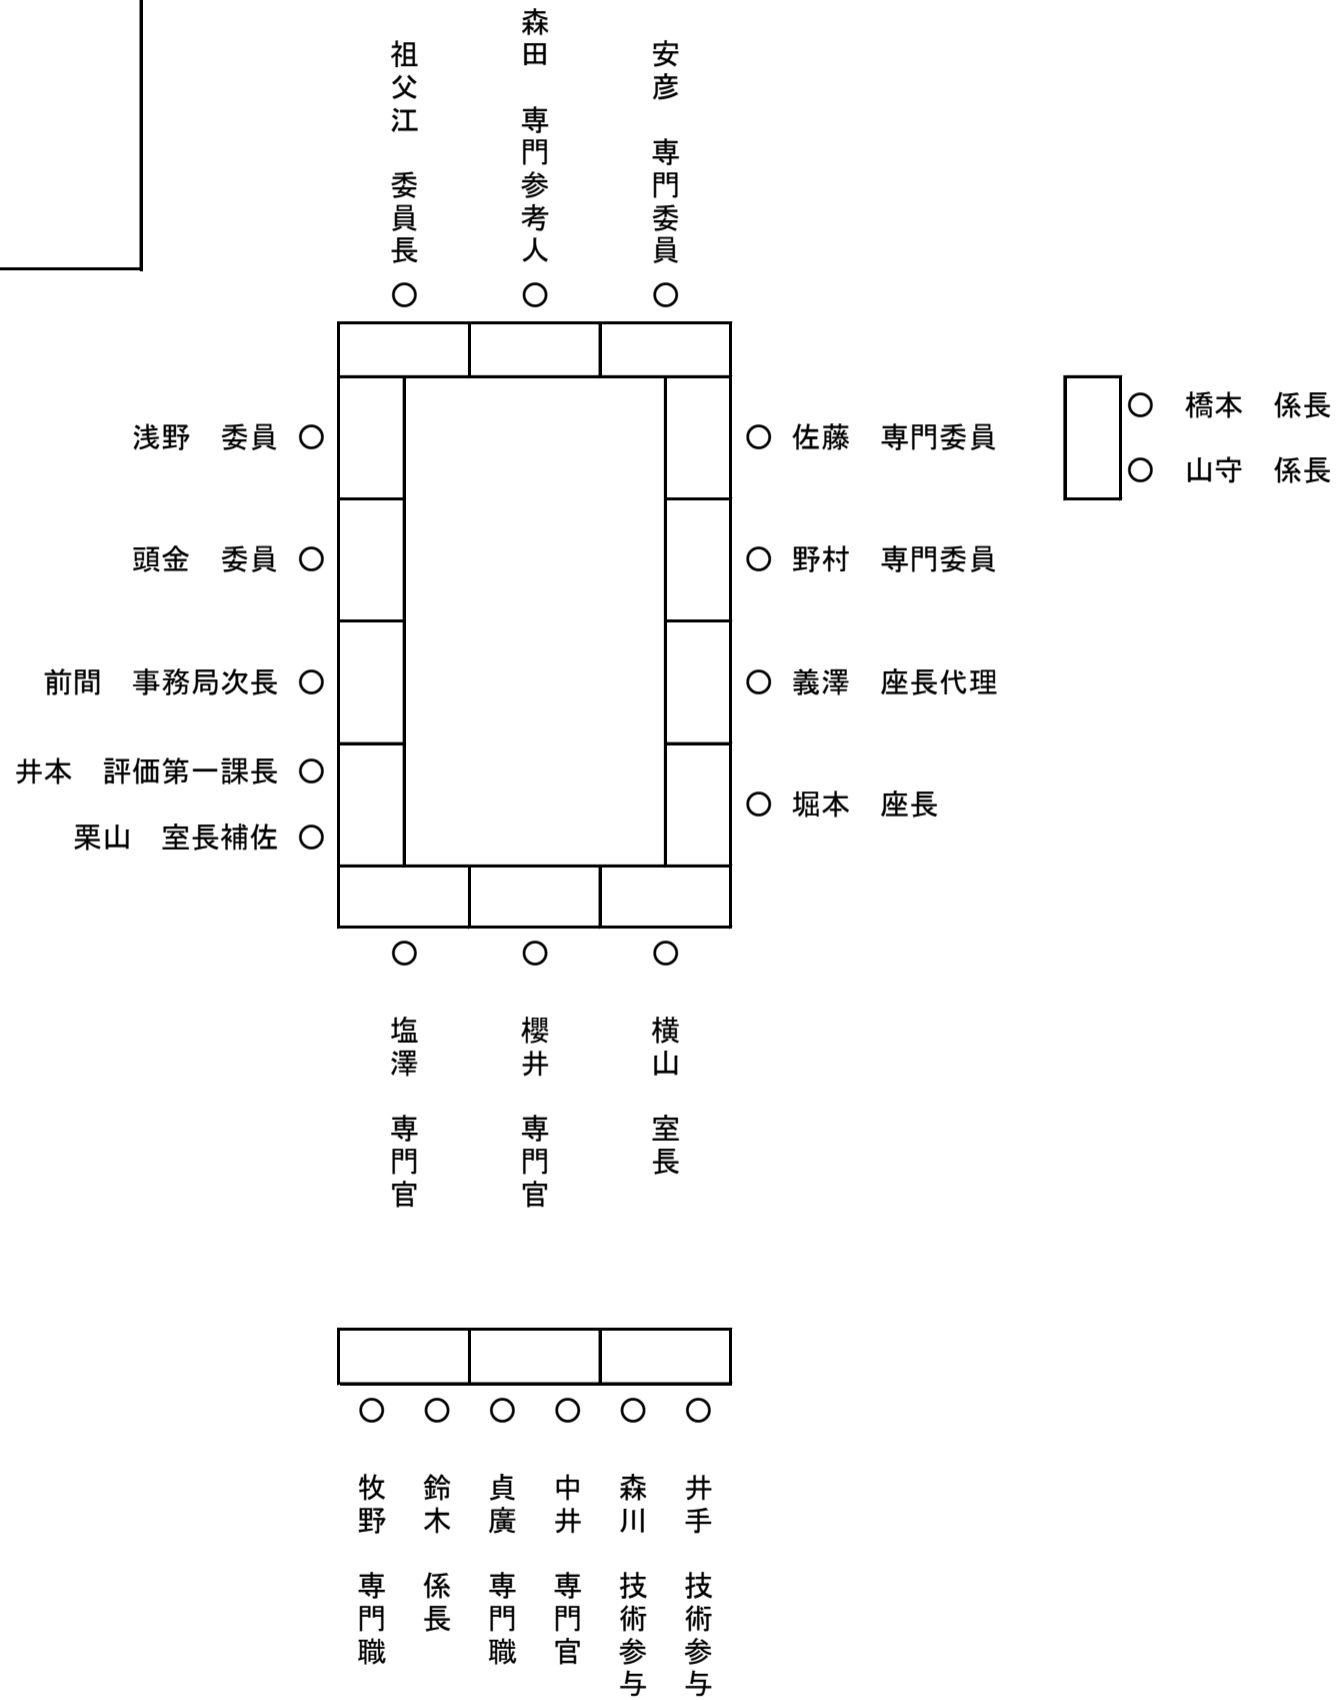 祖父江　委員長
森田　専門参考人
安彦　専門委員
浅野　委員
頭金　委員
前間　事務局次長
井本　評価第一課長
栗山　室長補佐
佐藤　専門委員
野村　専門委員
義澤　座長代理
堀本　座長
橋本　係長
山守　係長
塩澤　専門官
櫻井　専門官
横山　室長
牧野　専門職
鈴木　係長
貞廣　専門職
中井　専門官
森川　技術参与
井手　技術参与